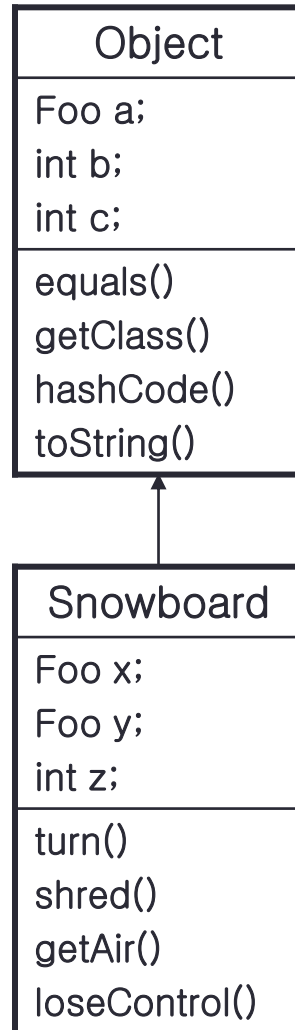 Object
Foo a;
int b;
int c;
equals()
getClass()
hashCode()
toString()
Snowboard
Foo x;
Foo y;
int z;
turn()
shred()
getAir()
loseControl()